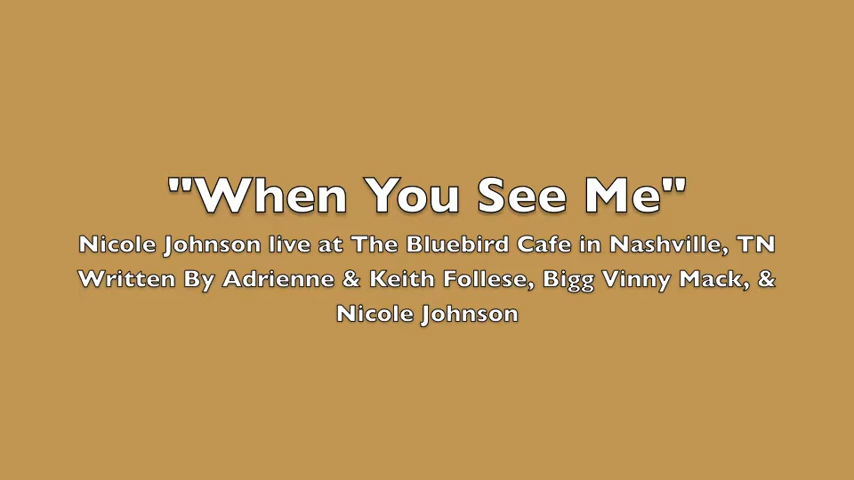 "When You See Me"
Nicole Johnson live at The Bluebird Cafe in Nashville, TN
Written By Adrienne & Keith Follese, Bigg Vinny Mack, &
Nicole Johnson